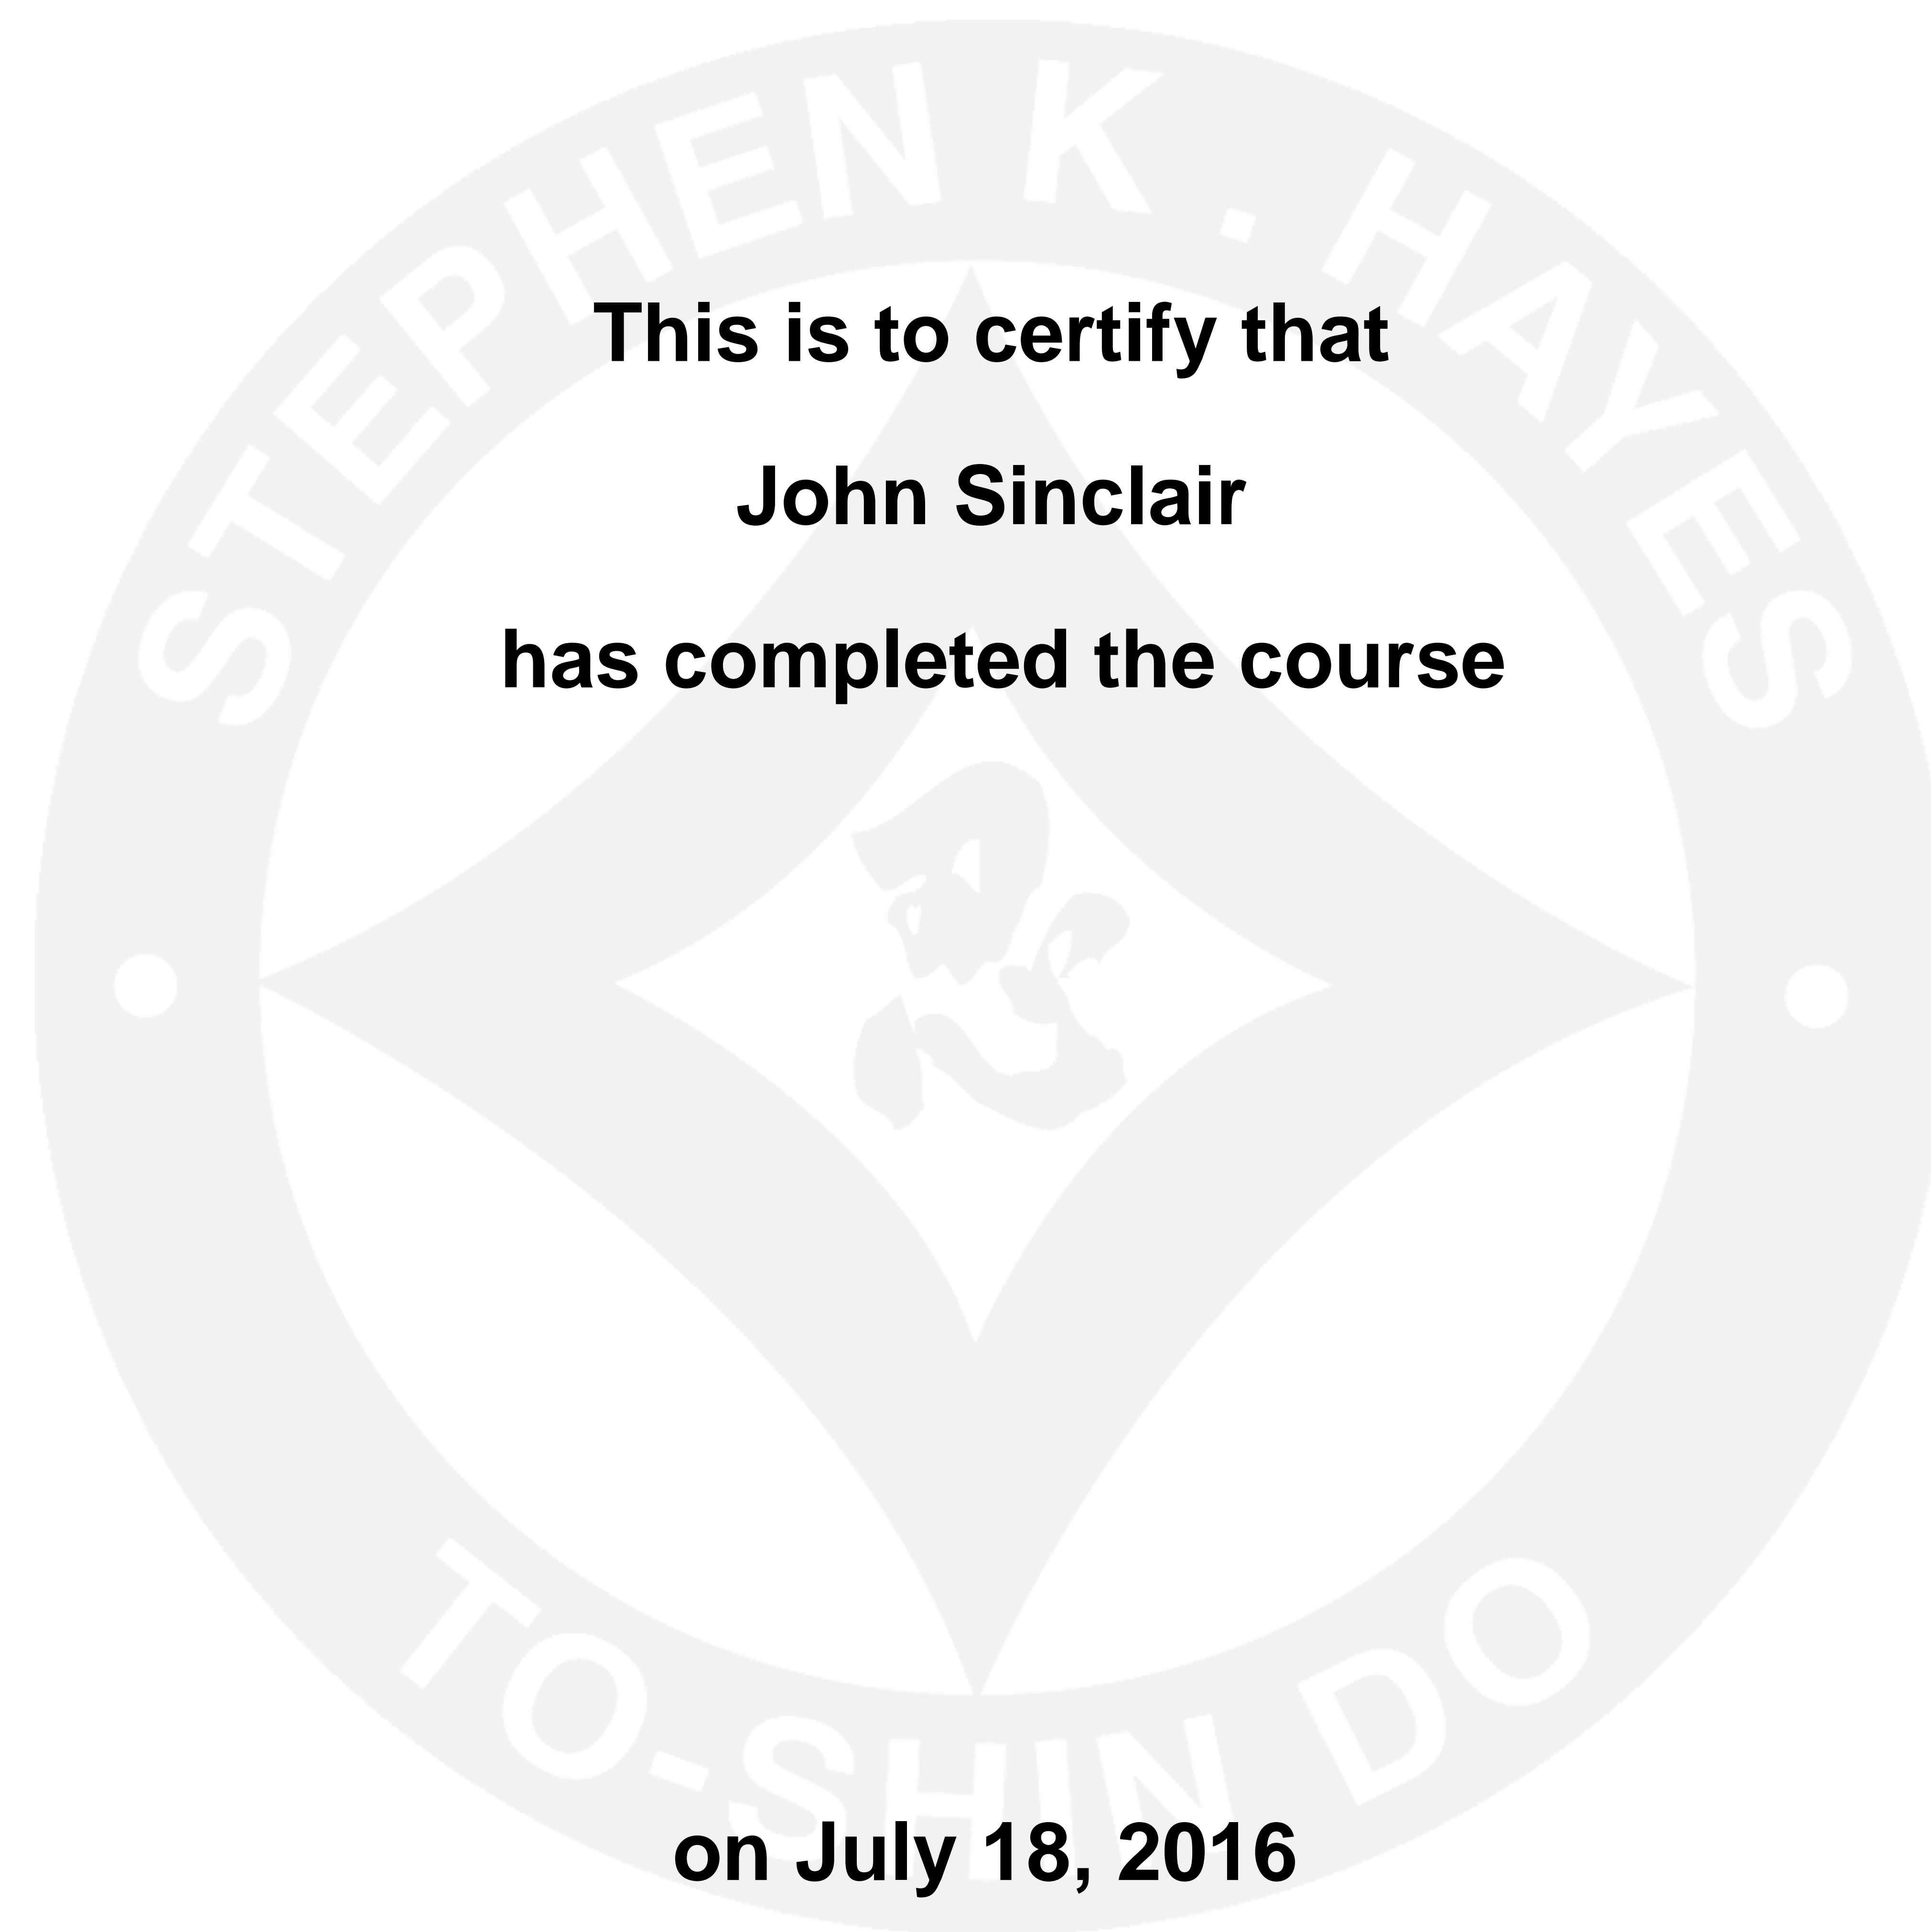 STEPHEN K. HAYES
This is to certify that
John Sinclair
has completed the course
忍
TO-SHIN DO
on July 18, 2016